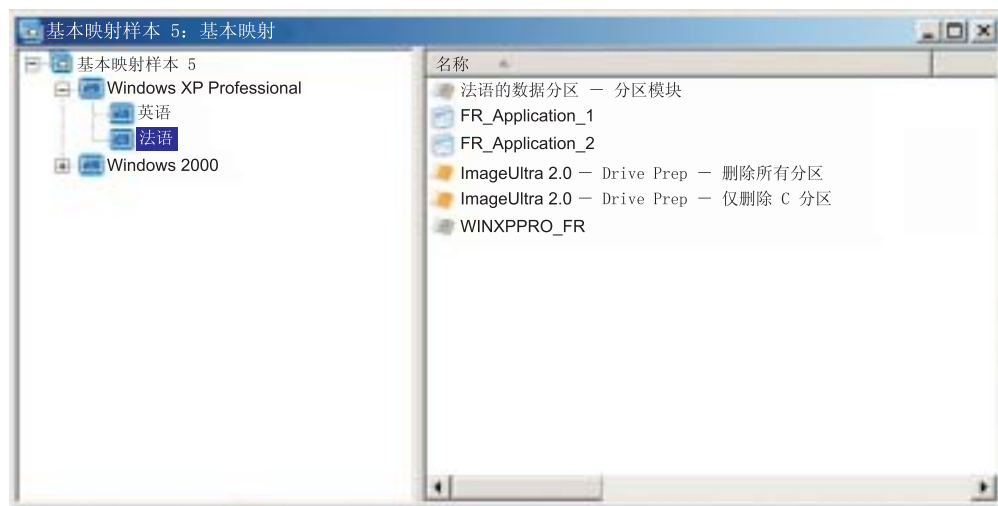 基本映射样本 5：基本映射
基本映射样本 5
Windows XP Professional
英语
法语
Windows 2000
名称
法语的数据分区 － 分区模块
FR_Application_1
FR_Application_2
ImageUltra 2.0 － Drive Prep － 删除所有分区
ImageUltra 2.0 － Drive Prep － 仅删除 C 分区
WINXPPRO_FR